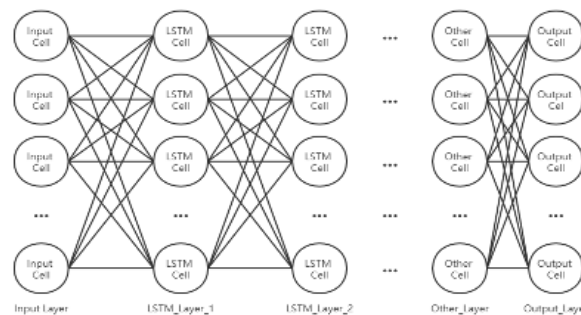 Input Cell
LSTM Cell
LSTM Cell
...
Other Cell
Output Cell
Input Cell
LSTM Cell
LSTM Cell
...
Other Cell
Output Cel
Input Cell
LSTM Cell
LSTM Cell
...
Other Cell
Output Cell
...
...
...
...
...
Input Cell
LSTM Cell
LSTM Cell
...
Other Cell
Output Cell
Input Layer
LSTM_Layer_1
LSTM_Layer_2
Other_Layer
Output_Layer